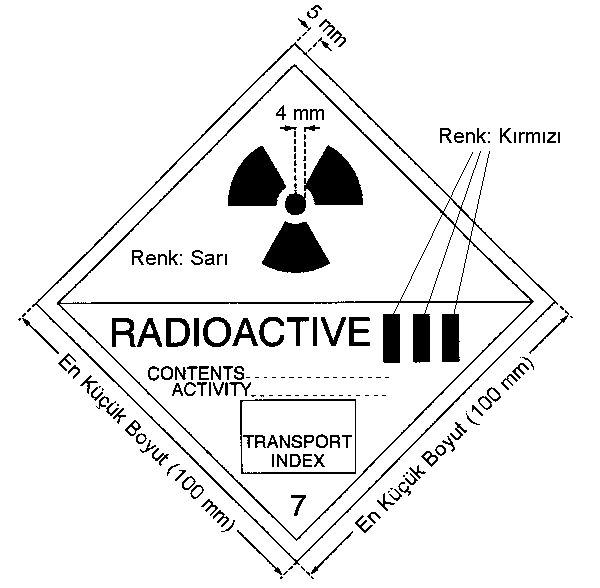 5 mm
4 mm
Renk: Kırmızı
Renk: Sarı
RADIOACTIVE
CONTENTS
ACTIVITY
TRANSPORT
INDEX
7
En Küçük Boyut (100 mm)
En Küçük Boyut (100 mm)